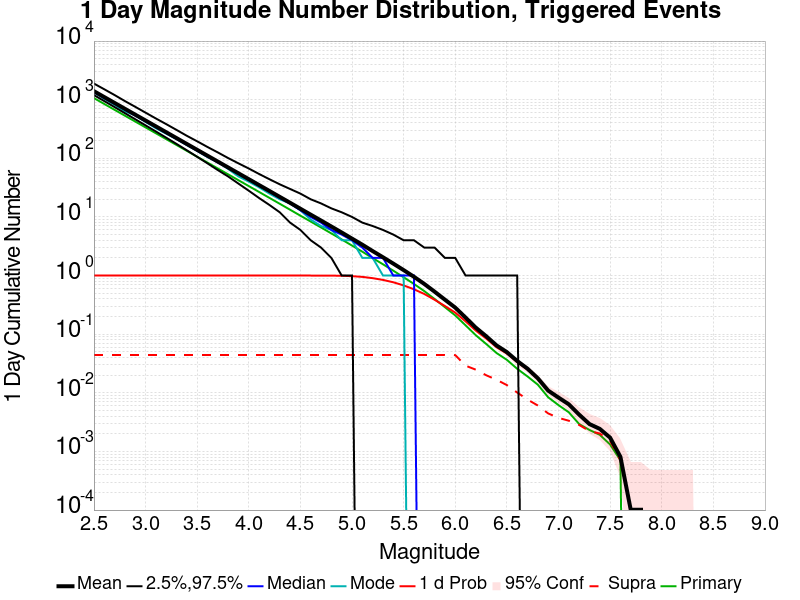 1 Day Magnitude Number Distribution, Triggered Events
10^4
10^3
10^2
10^1
10^0
10^-1
10^-2
10^-3
10^-4
1 Day Cumulative Number
2.5 3.0 3.5 4.0 4.5 5.0 5.5 6.0 6.5 7.0 7.5 8.0 8.5 9.0
Magnitude
Mean 2.5%,97.5% Median Mode 1 d Prob 95% Conf Supra Primary